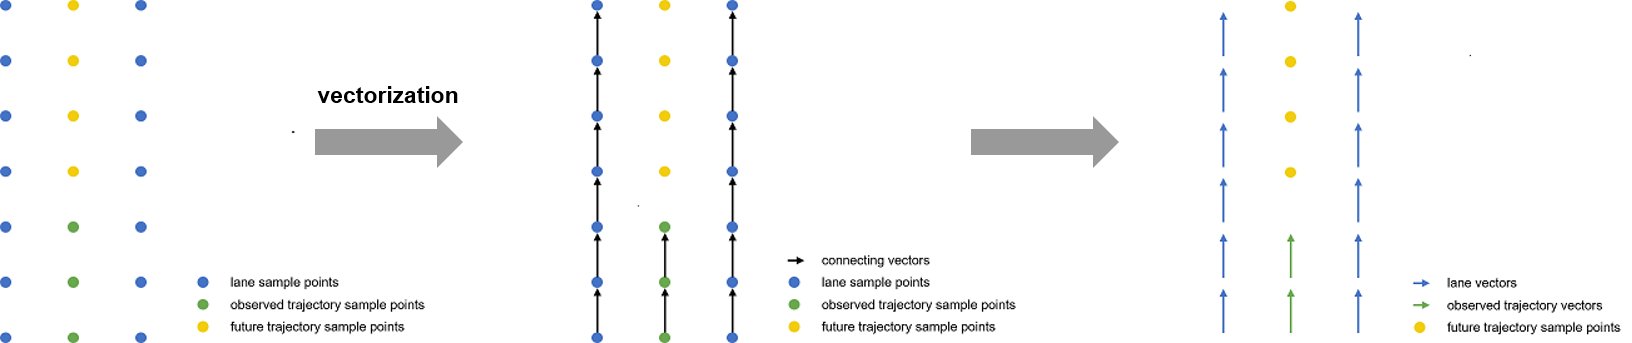 vectorization
lane sample points
observed trajectory sample points
future trajectory sample points
connecting vectors
lane sample points
observed trajectory sample points
future trajectory sample points
lane vectors
observed trajectory vectors
future trajectory sample points